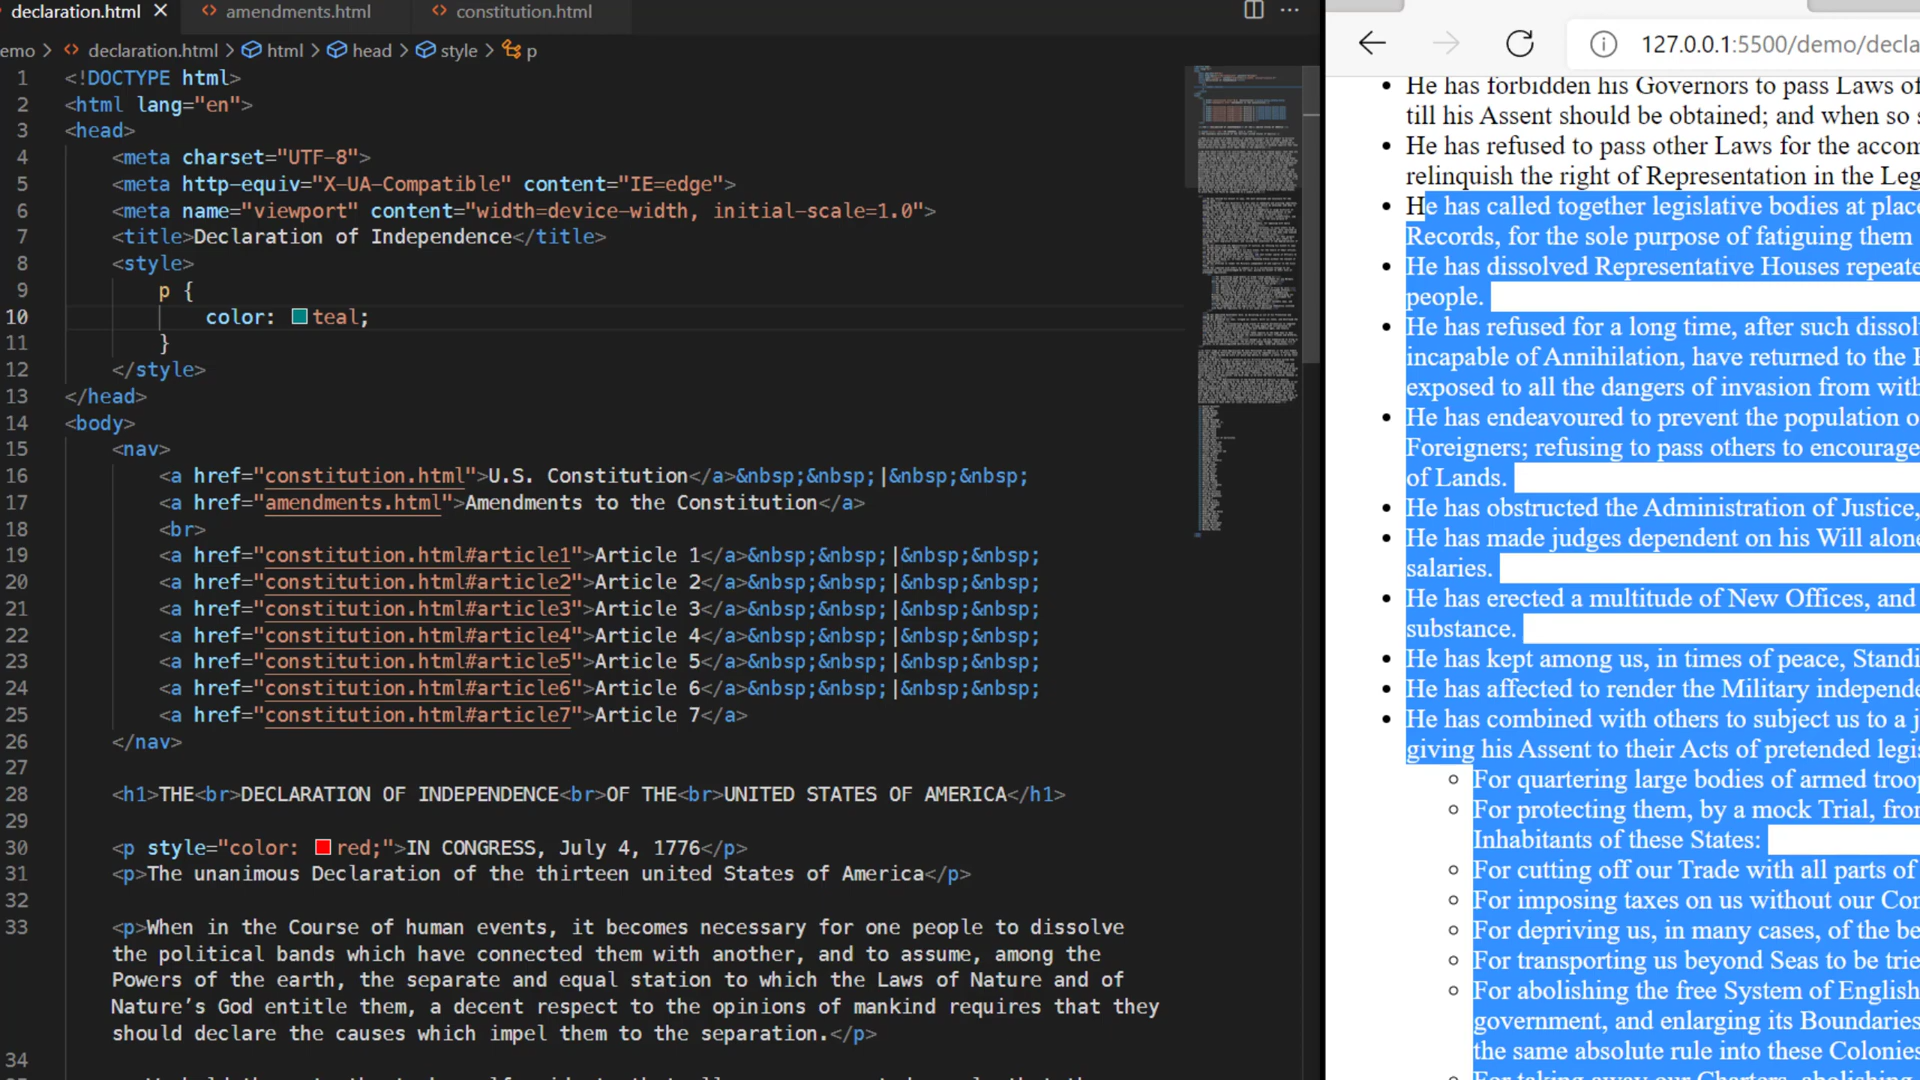 declaration.html
amendments.html
constitution.html
emo > declaration.html > html > head > style > p
1 <!DOCTYPE html>
2 <html lang="en">
3 <head>
4 <meta charset="UTF-8">
5 <meta http-equiv="X-UA-Compatible" content="IE=edge">
6 <meta name="viewport" content="width=device-width, initial-scale=1.0">
7 <title>Declaration of Independence</title>
8 <style>
9 p {
10 color: teal;
11 }
12 </style>
13 </head>
14 <body>
15 <nav>
16 <a href="constitution.html">U.S. Constitution</a>&nbsp;&nbsp;|&nbsp;&nbsp;
17 <a href="amendments.html">Amendments to the Constitution</a>
18 <br>
19 <a href="constitution.html#article1">Article 1</a>&nbsp;&nbsp;|&nbsp;&nbsp;
20 <a href="constitution.html#article2">Article 2</a>&nbsp;&nbsp;|&nbsp;&nbsp;
21 <a href="constitution.html#article3">Article 3</a>&nbsp;&nbsp;|&nbsp;&nbsp;
22 <a href="constitution.html#article4">Article 4</a>&nbsp;&nbsp;|&nbsp;&nbsp;
23 <a href="constitution.html#article5">Article 5</a>&nbsp;&nbsp;|&nbsp;&nbsp;
24 <a href="constitution.html#article6">Article 6</a>&nbsp;&nbsp;|&nbsp;&nbsp;
25 <a href="constitution.html#article7">Article 7</a>
26 </nav>
27
28 <h1>THE<br>DECLARATION OF INDEPENDENCE<br>OF THE<br>UNITED STATES OF AMERICA</h1>
29
30 <p style="color: red;">IN CONGRESS, July 4, 1776</p>
31 <p>The unanimous Declaration of the thirteen united States of America</p>
32
33 <p>When in the Course of human events, it becomes necessary for one people to dissolve
the political bands which have connected them with another, and to assume, among the
Powers of the earth, the separate and equal station to which the Laws of Nature and of
Nature’s God entitle them, a decent respect to the opinions of mankind requires that they
should declare the causes which impel them to the separation.</p>
34
127.0.0.1:5500/demo/decla
He has forbidden his Governors to pass Laws of
till his Assent should be obtained; and when so s
He has refused to pass other Laws for the accom
relinquish the right of Representation in the Leg
He has called together legislative bodies at place
Records, for the sole purpose of fatiguing them
He has dissolved Representative Houses repeate
people.
He has refused for a long time, after such dissol
incapable of Annihilation, have returned to the P
exposed to all the dangers of invasion from with
He has endeavoured to prevent the population o
Foreigners; refusing to pass others to encourage
of Lands.
He has obstructed the Administration of Justice,
He has made judges dependent on his Will alone
salaries.
He has erected a multitude of New Offices, and
substance.
He has kept among us, in times of peace, Standi
He has affected to render the Military independe
He has combined with others to subject us to a j
giving his Assent to their Acts of pretended legis
For quartering large bodies of armed troop
For protecting them, by a mock Trial, from
Inhabitants of these States:
For cutting off our Trade with all parts of
For imposing taxes on us without our Con
For depriving us, in many cases, of the be
For transporting us beyond Seas to be trie
For abolishing the free System of English
government, and enlarging its Boundaries
the same absolute rule into these Colonies
For taking away our Charters, abolishing